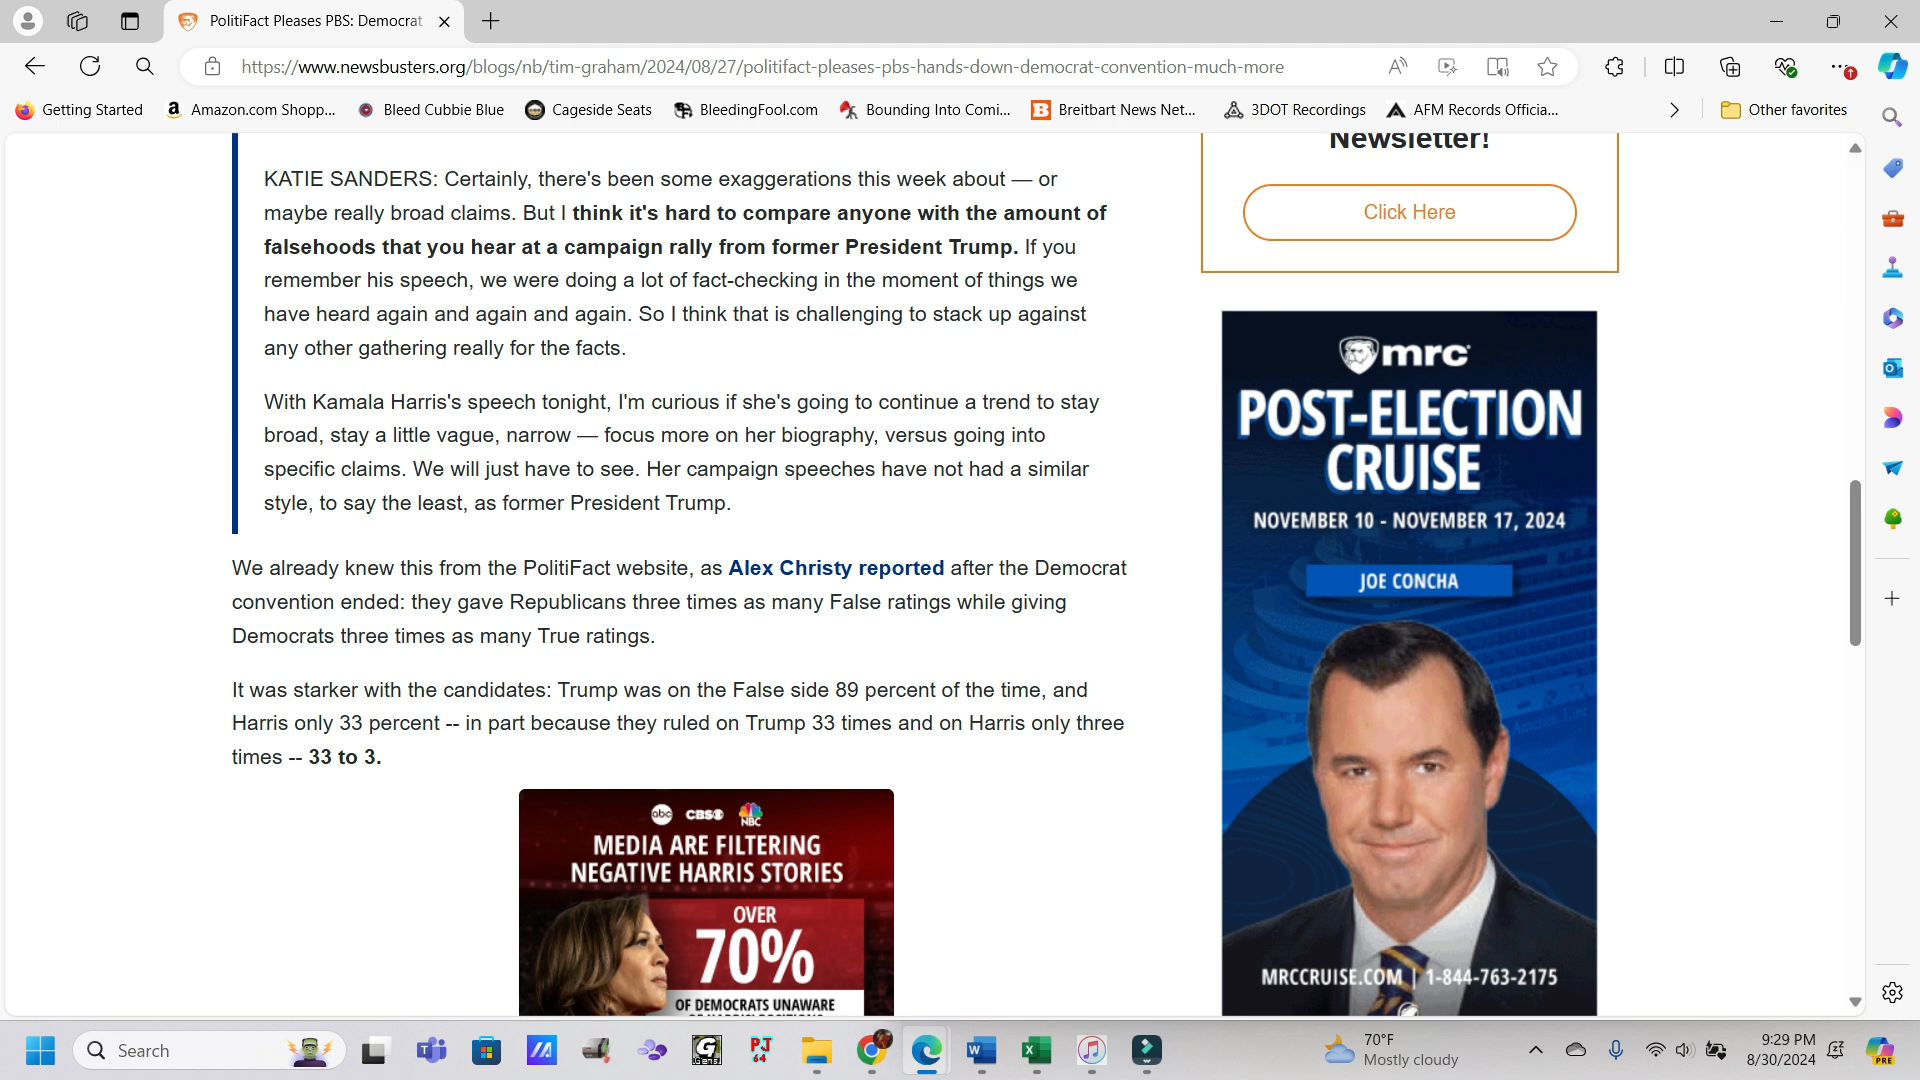 PolitiFact Pleases PBS: Democrat
https://www.newsbusters.org/blogs/nb/tim-graham/2024/08/27/politifact-pleases-pbs-hands-down-democrat-convention-much-more
Getting Started
Amazon.com Shopp...
Bleed Cubbie Blue
Cageside Seats
BleedingFool.com
Bounding Into Comi...
Breitbart News Net...
3DOT Recordings
AFM Records Officia...
Other favorites
KATIE SANDERS: Certainly, there's been some exaggerations this week about — or
maybe really broad claims. But I think it's hard to compare anyone with the amount of
falsehoods that you hear at a campaign rally from former President Trump. If you
remember his speech, we were doing a lot of fact-checking in the moment of things we
have heard again and again and again. So I think that is challenging to stack up against
any other gathering really for the facts.
With Kamala Harris's speech tonight, I'm curious if she's going to continue a trend to stay
broad, stay a little vague, narrow — focus more on her biography, versus going into
specific claims. We will just have to see. Her campaign speeches have not had a similar
style, to say the least, as former President Trump.
We already knew this from the PolitiFact website, as Alex Christy reported after the Democrat
convention ended: they gave Republicans three times as many False ratings while giving
Democrats three times as many True ratings.
It was starker with the candidates: Trump was on the False side 89 percent of the time, and
Harris only 33 percent -- in part because they ruled on Trump 33 times and on Harris only three
times -- 33 to 3.
abc CBS NBC
MEDIA ARE FILTERING
NEGATIVE HARRIS STORIES
OVER
70%
OF DEMOCRATS UNAWARE
Newsletter!
Click Here
mrc
POST-ELECTION
CRUISE
NOVEMBER 10 - NOVEMBER 17, 2024
JOE CONCHA
MRCCRUISE.COM | 1-844-763-2175
Search
PJ
64
70°F
Mostly cloudy
9:29 PM
8/30/2024
PRE